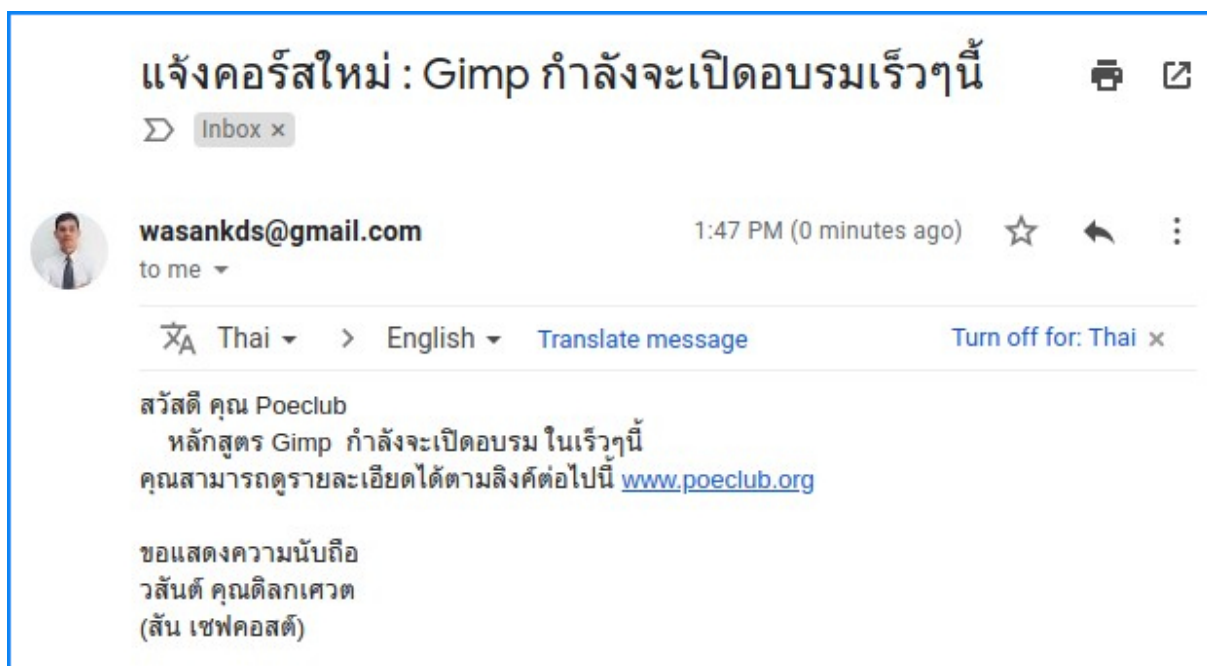 แจ้งคอร์สใหม่ : Gimp กำลังจะเปิดอบรมเร็วๆนี้
Inbox ×
wasankds@gmail.com 1:47 PM (0 minutes ago)
to me
Thai > English Translate message Turn off for: Thai ×
สวัสดี คุณ Poeclub
หลักสูตร Gimp กำลังจะเปิดอบรม ในเร็วๆนี้
คุณสามารถดูรายละเอียดได้ตามลิงค์ต่อไปนี้ www.poeclub.org
ขอแสดงความนับถือ
วสันต์ คุณดิลกเศวต
(สัน เซฟคอสต์)